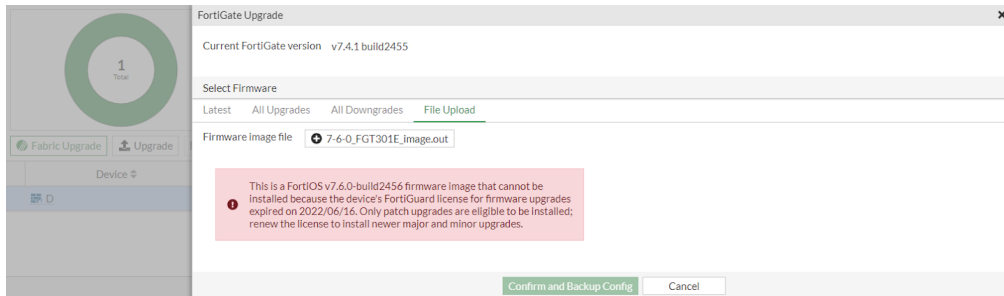 FortiGate Upgrade
Current FortiGate version v7.4.1 build2455
1
Total
Select Firmware
Latest All Upgrades All Downgrades File Upload
Firmware image file 7-6-0_FGT301E_image.out
Fabric Upgrade Upgrade
Device
D
This is a FortiOS v7.6.0-build2456 firmware image that cannot be
installed because the device's FortiGuard license for firmware upgrades
expired on 2022/06/16. Only patch upgrades are eligible to be installed;
renew the license to install newer major and minor upgrades.
Confirm and Backup Config Cancel